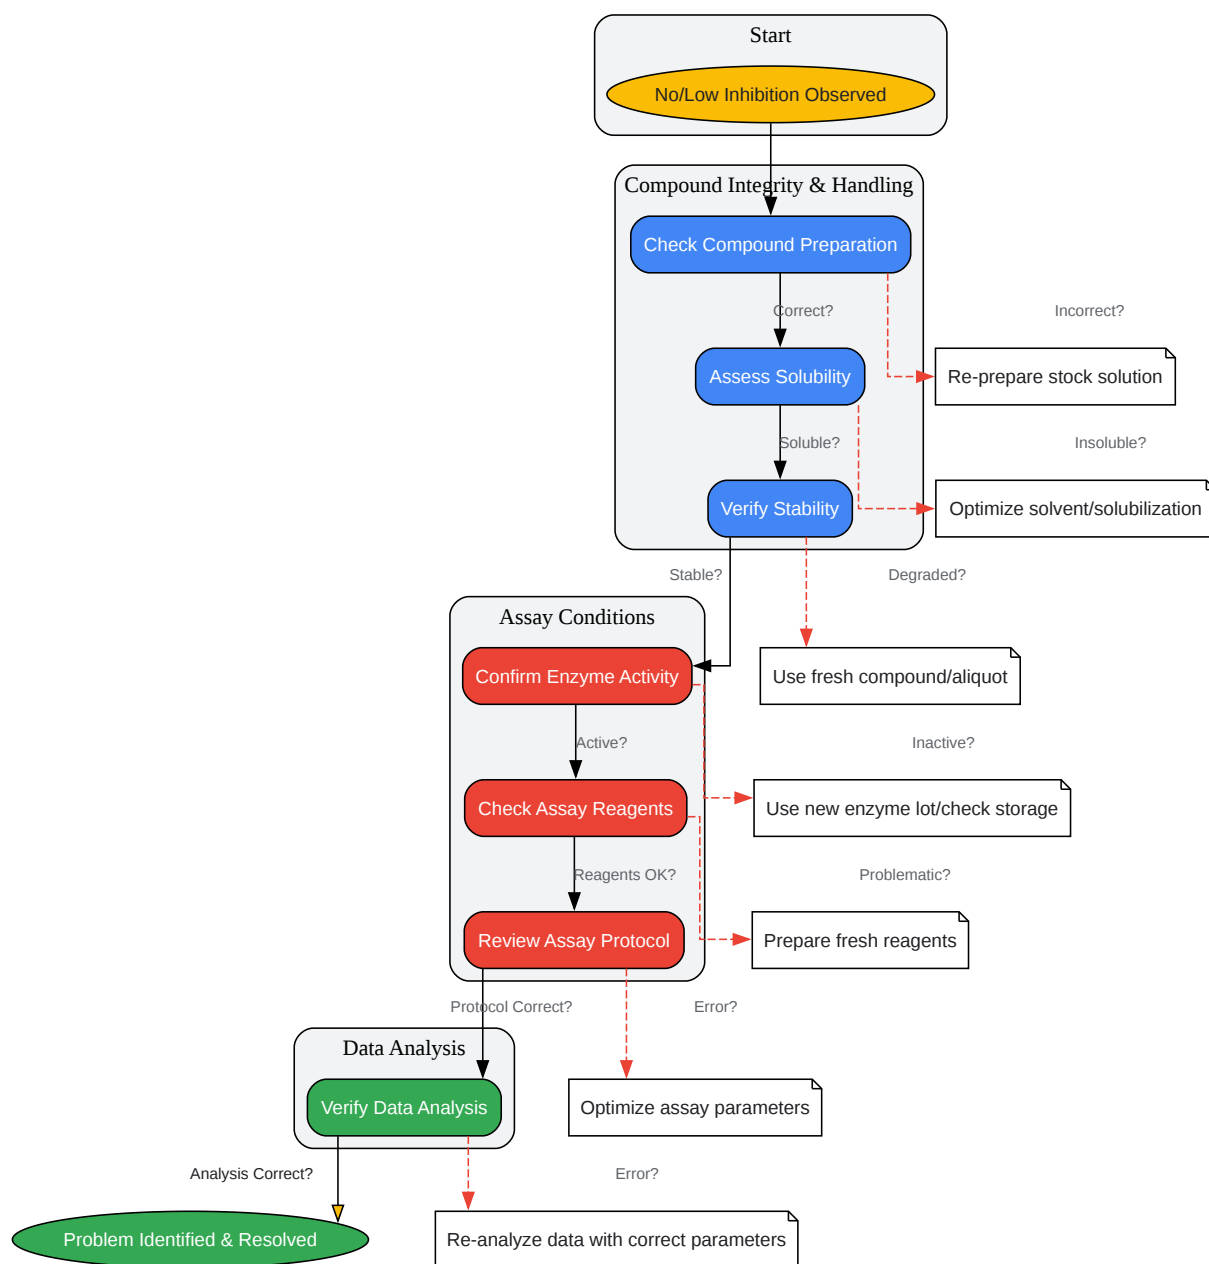 Start
No/Low Inhibition Observed
Compound Integrity & Handling
Check Compound Preparation
Correct?
Incorrect?
Assess Solubility
Re-prepare stock solution
Soluble?
Insoluble?
Verify Stability
Optimize solvent/solubilization
Stable?
Degraded?
Assay Conditions
Confirm Enzyme Activity
Use fresh compound/aliquot
Active?
Inactive?
Check Assay Reagents
Use new enzyme lot/check storage
Reagents OK?
Problematic?
Review Assay Protocol
Prepare fresh reagents
Protocol Correct?
Error?
Data Analysis
Verify Data Analysis
Optimize assay parameters
Analysis Correct?
Error?
Problem Identified & Resolved
Re-analyze data with correct parameters